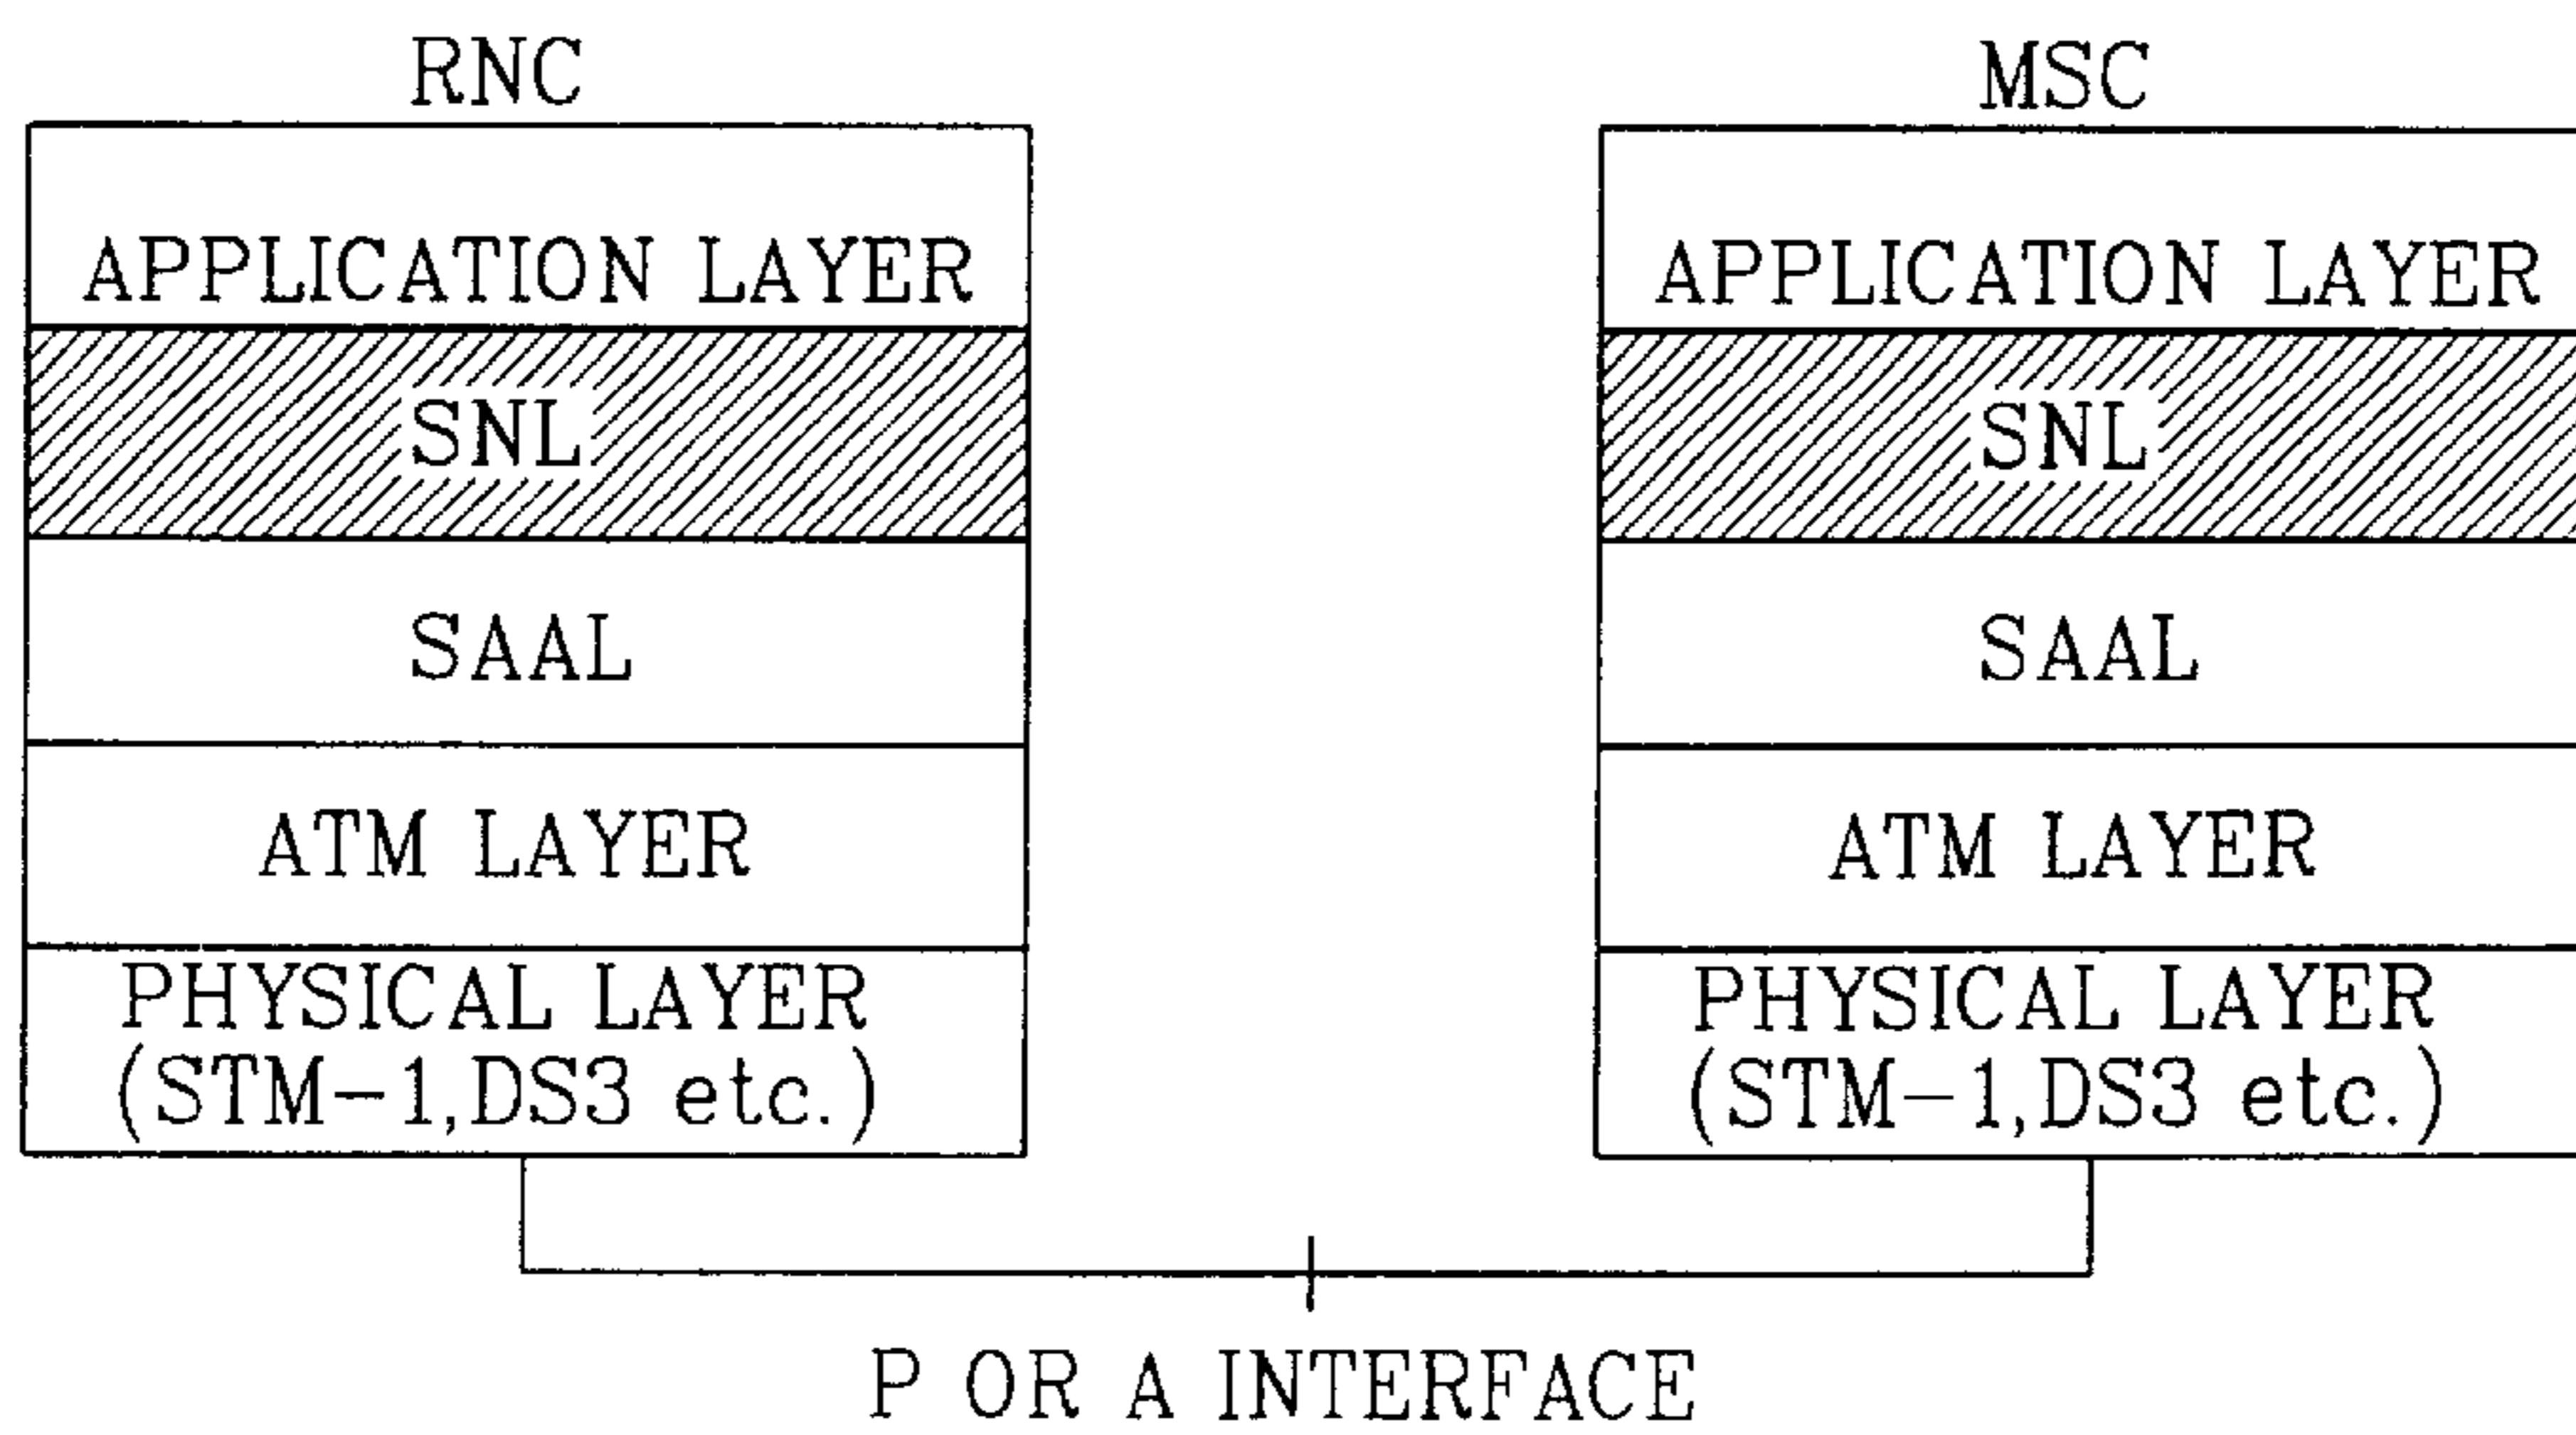 RNC
APPLICATION LAYER
SNL
SAAL
ATM LAYER
PHYSICAL LAYER
(STM-1,DS3 etc.)
MSC
APPLICATION LAYER
SNL
SAAL
ATM LAYER
PHYSICAL LAYER
(STM-1,DS3 etc.)
P OR A INTERFACE